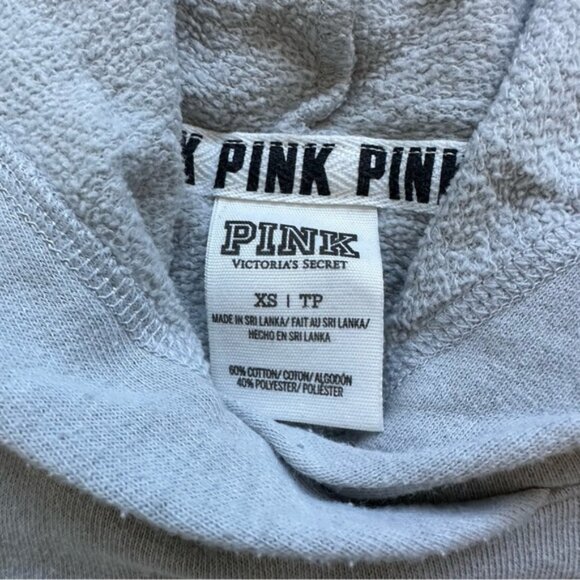 K PINK PINK
PINK
VICTORIA'S SECRET
XS | TP
MADE IN SRI LANKA/ FAIT AU SRI LANKA/
HECHO EN SRI LANKA
60% COTTON/ COTON/ ALGODÓN
40% POLYESTER/ POLIÉSTER